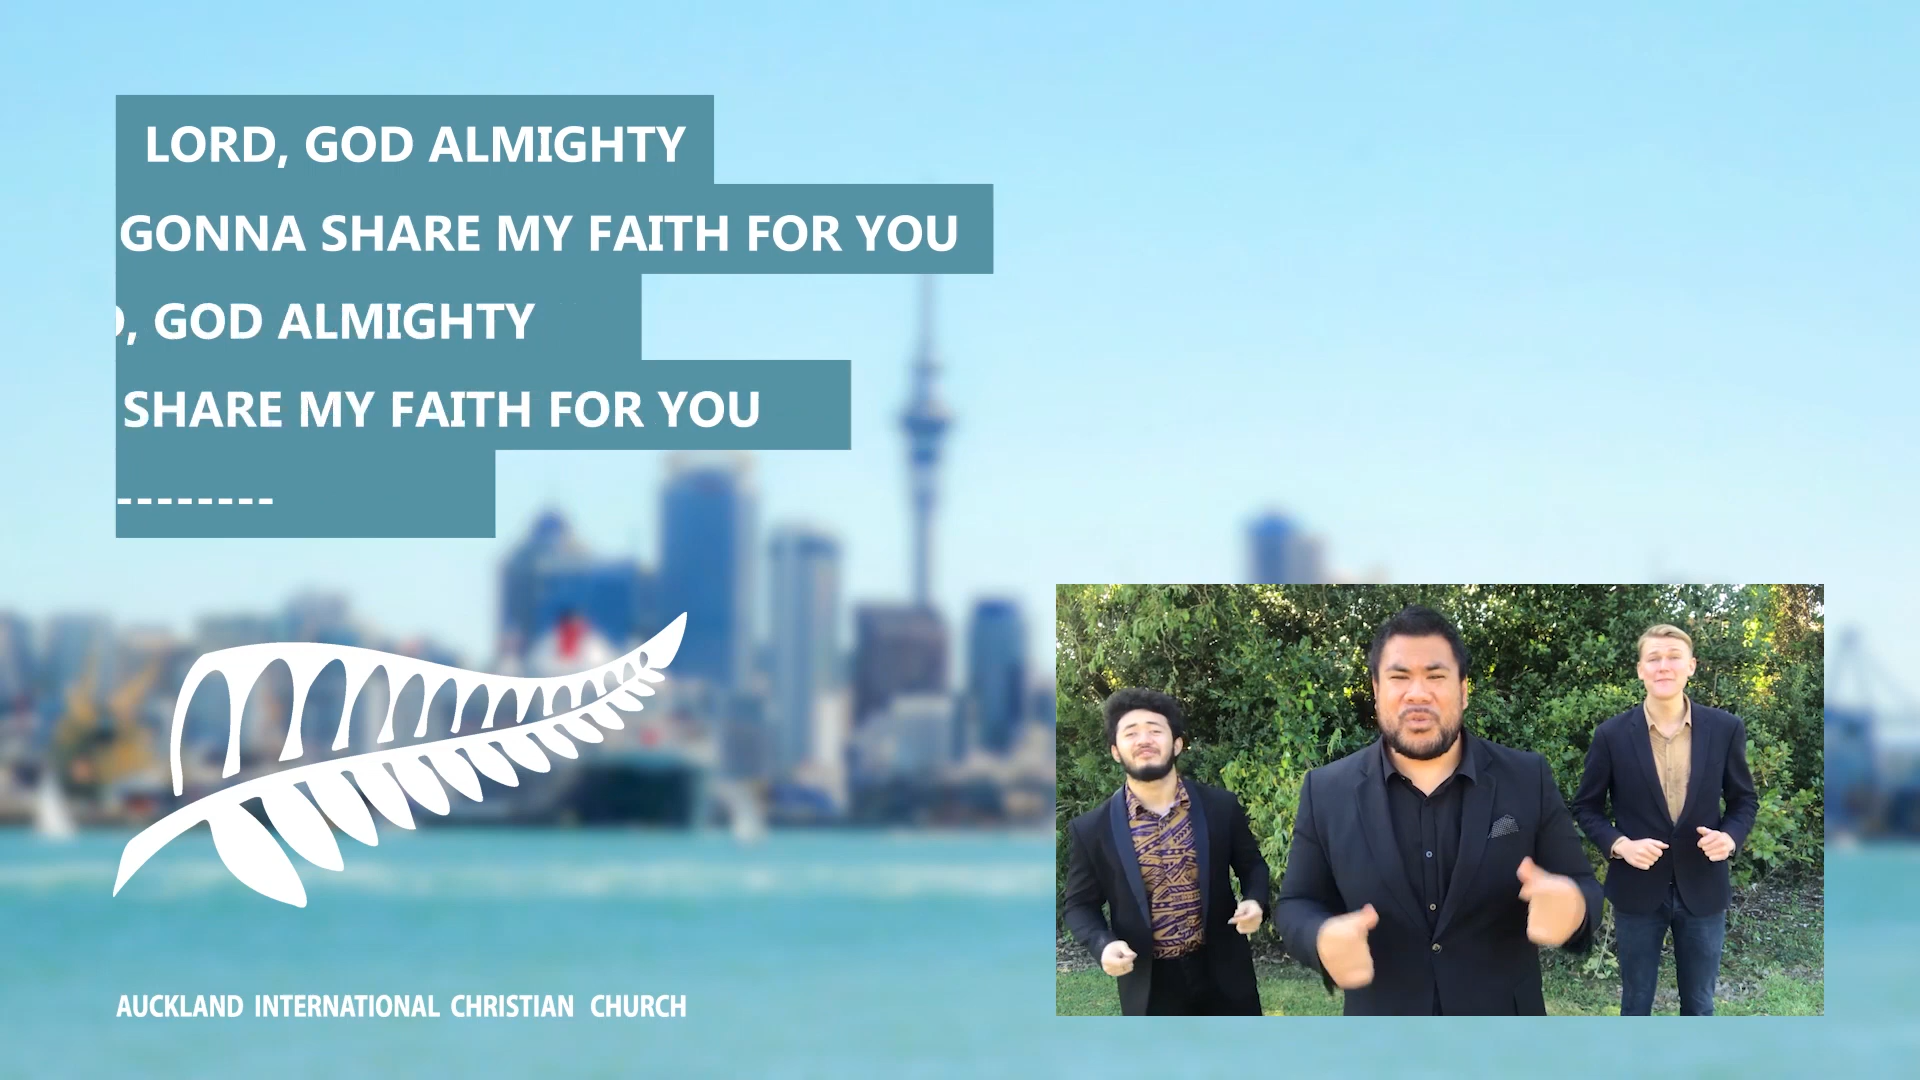 LORD, GOD ALMIGHTY
GONNA SHARE MY FAITH FOR YOU
, GOD ALMIGHTY
SHARE MY FAITH FOR YOU
--------
AUCKLAND INTERNATIONAL CHRISTIAN CHURCH